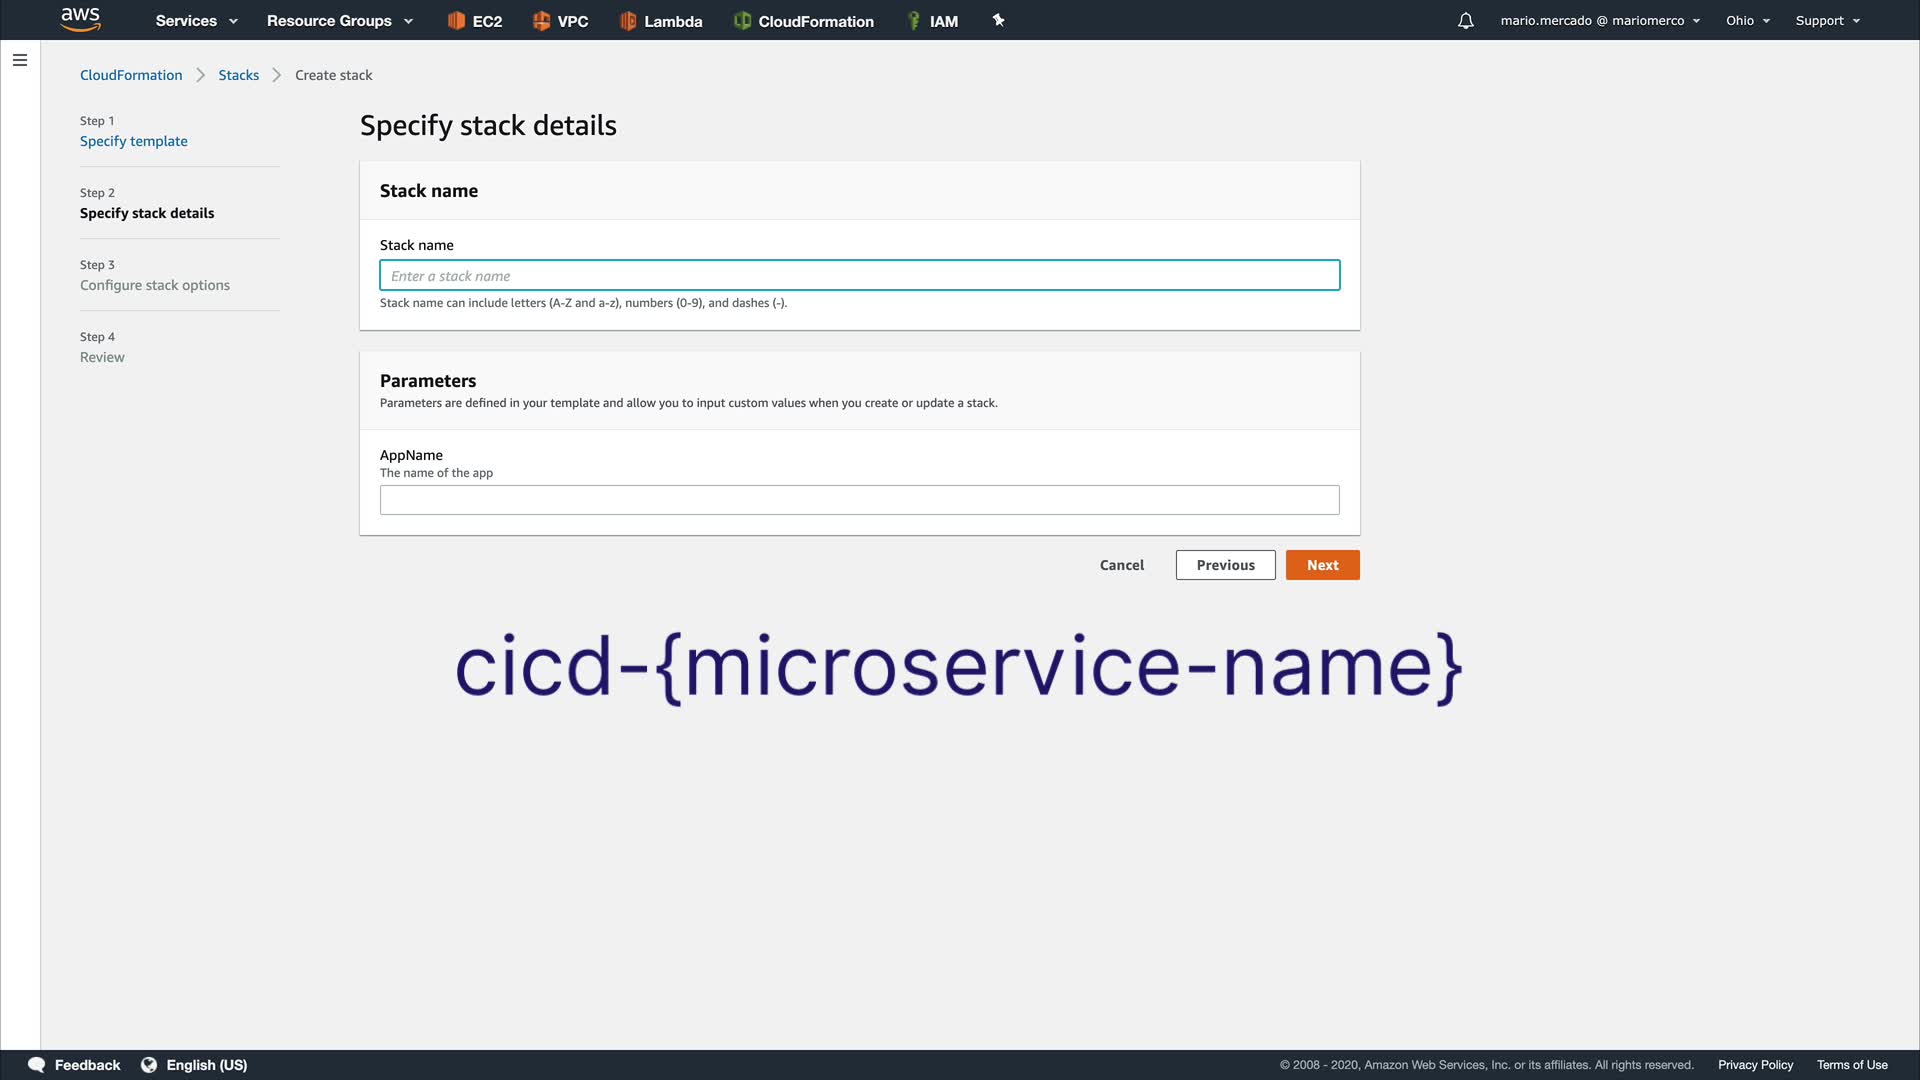 aws Services Resource Groups EC2 VPC Lambda CloudFormation IAM mario.mercado @ mariomerco Ohio Support
CloudFormation Stacks Create stack
Step 1
Specify template
Step 2
Specify stack details
Step 3
Configure stack options
Step 4
Review
Specify stack details
Stack name
Stack name
Enter a stack name
Stack name can include letters (A-Z and a-z), numbers (0-9), and dashes (-).
Parameters
Parameters are defined in your template and allow you to input custom values when you create or update a stack.
AppName
The name of the app
Cancel Previous Next
cicd-{microservice-name}
Feedback English (US) © 2008 - 2020, Amazon Web Services, Inc. or its affiliates. All rights reserved. Privacy Policy Terms of Use